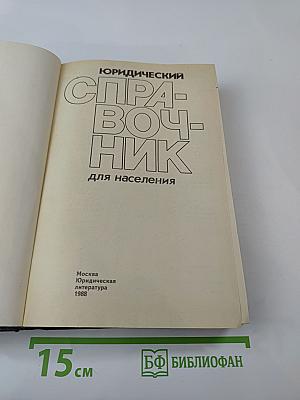 ЮРИДИЧЕСКИЙ
СПРА-
ВОЧ-
НИК
для населения
Москва
Юридическая
литература
1988
15 см
БФ БИБЛИОФАН